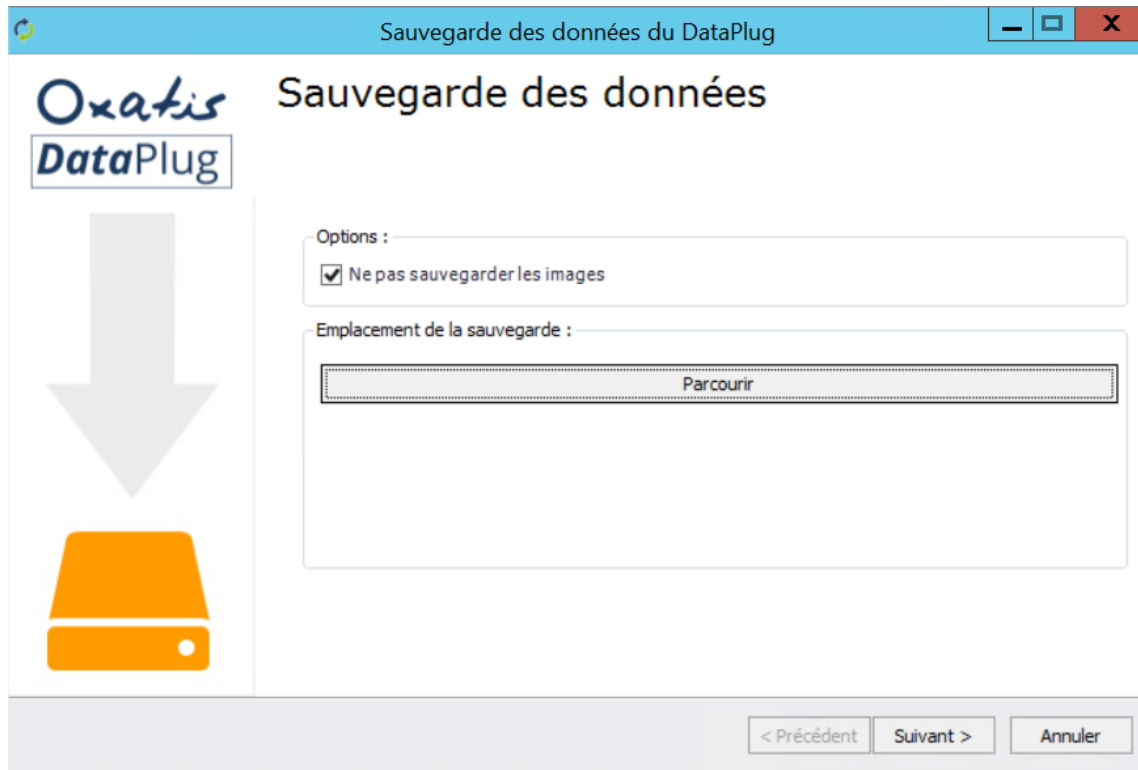 Sauvegarde des données du DataPlug
Oxatis
DataPlug
Sauvegarde des données
Options :
Ne pas sauvegarder les images
Emplacement de la sauvegarde :
Parcourir
< Précédent
Suivant >
Annuler